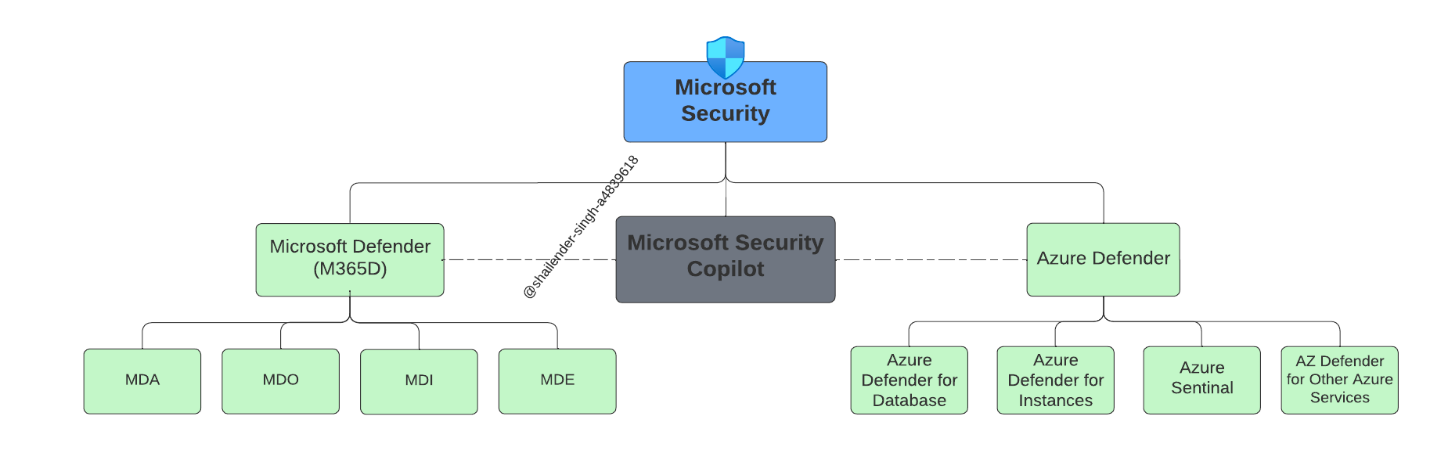 Microsoft
Security
@shailender-singh-a4839618
Microsoft Defender
(M365D)
Microsoft Security
Copilot
Azure Defender
MDA
MDO
MDI
MDE
Azure
Defender for
Database
Azure
Defender for
Instances
Azure
Sentinal
AZ Defender
for Other Azure
Services